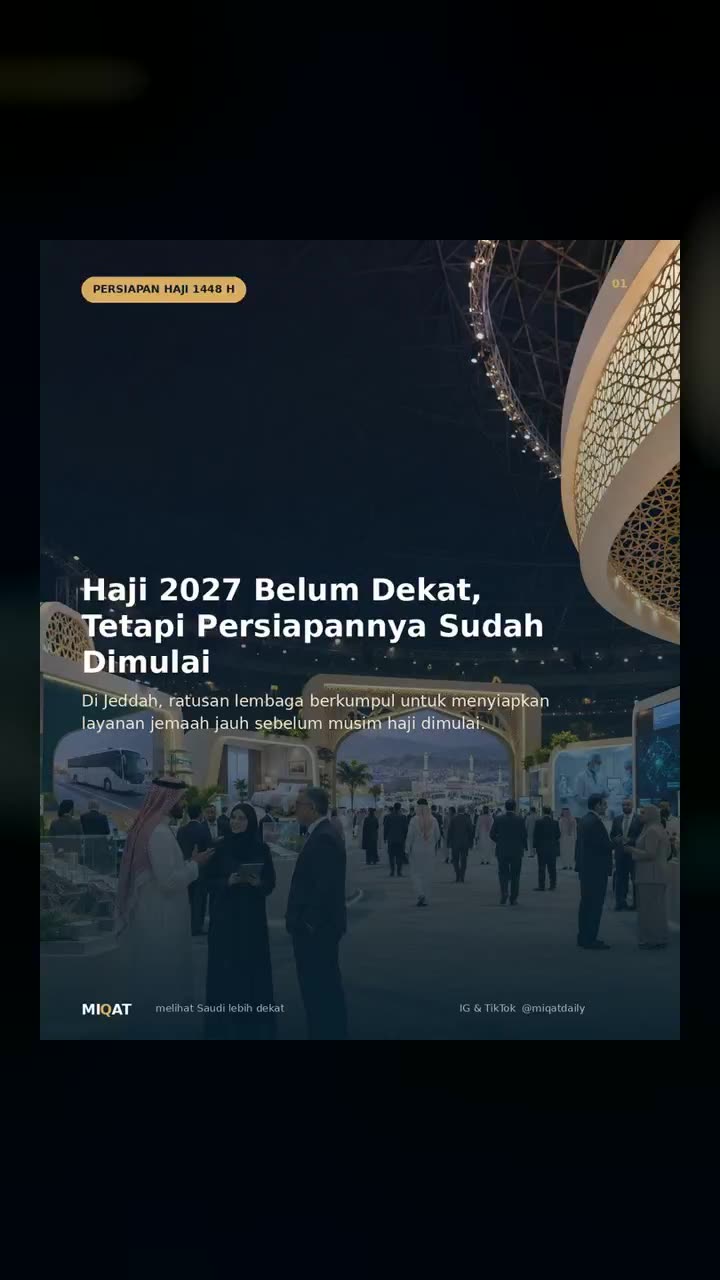 PERSIAPAN HAJI 1448 H
01
Haji 2027 Belum Dekat,
Tetapi Persiapannya Sudah
Dimulai
Di Jeddah, ratusan lembaga berkumpul untuk menyiapkan
layanan jemaah jauh sebelum musim haji dimulai.
MIQAT melihat Saudi lebih dekat IG & TikTok @miqatdaily